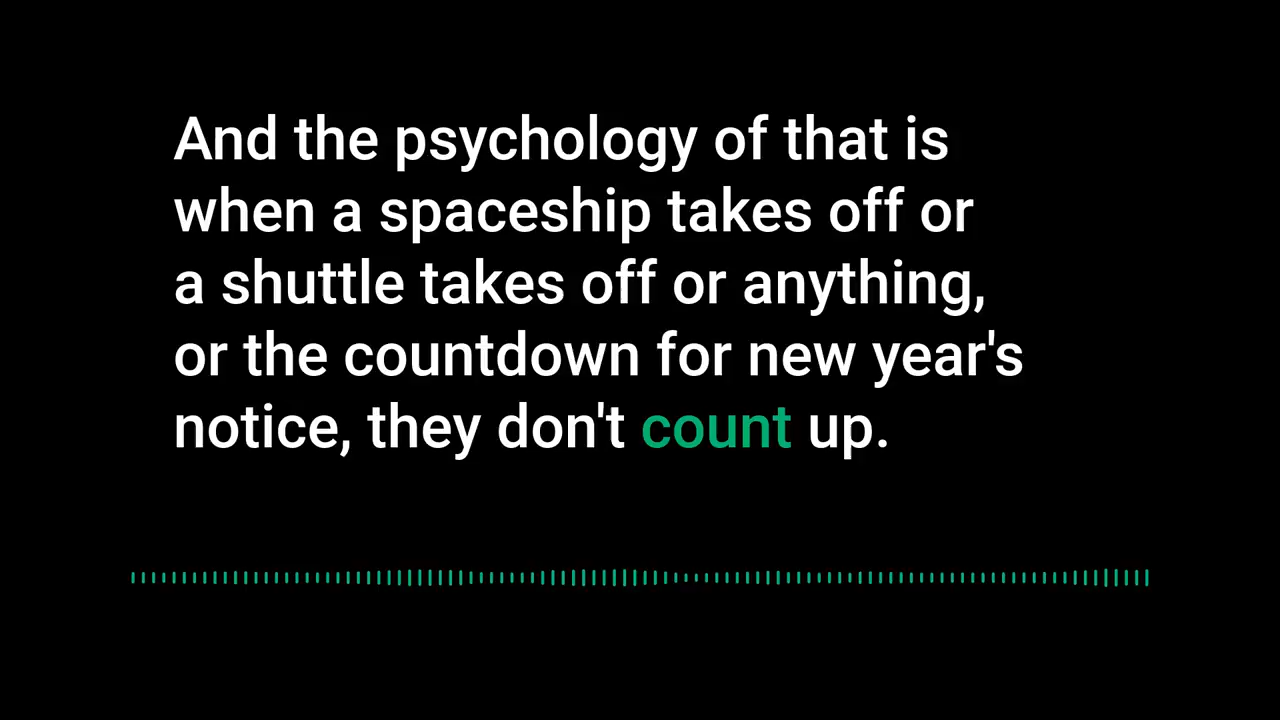 And the psychology of that is
when a spaceship takes off or
a shuttle takes off or anything,
or the countdown for new year's
notice, they don't count up.